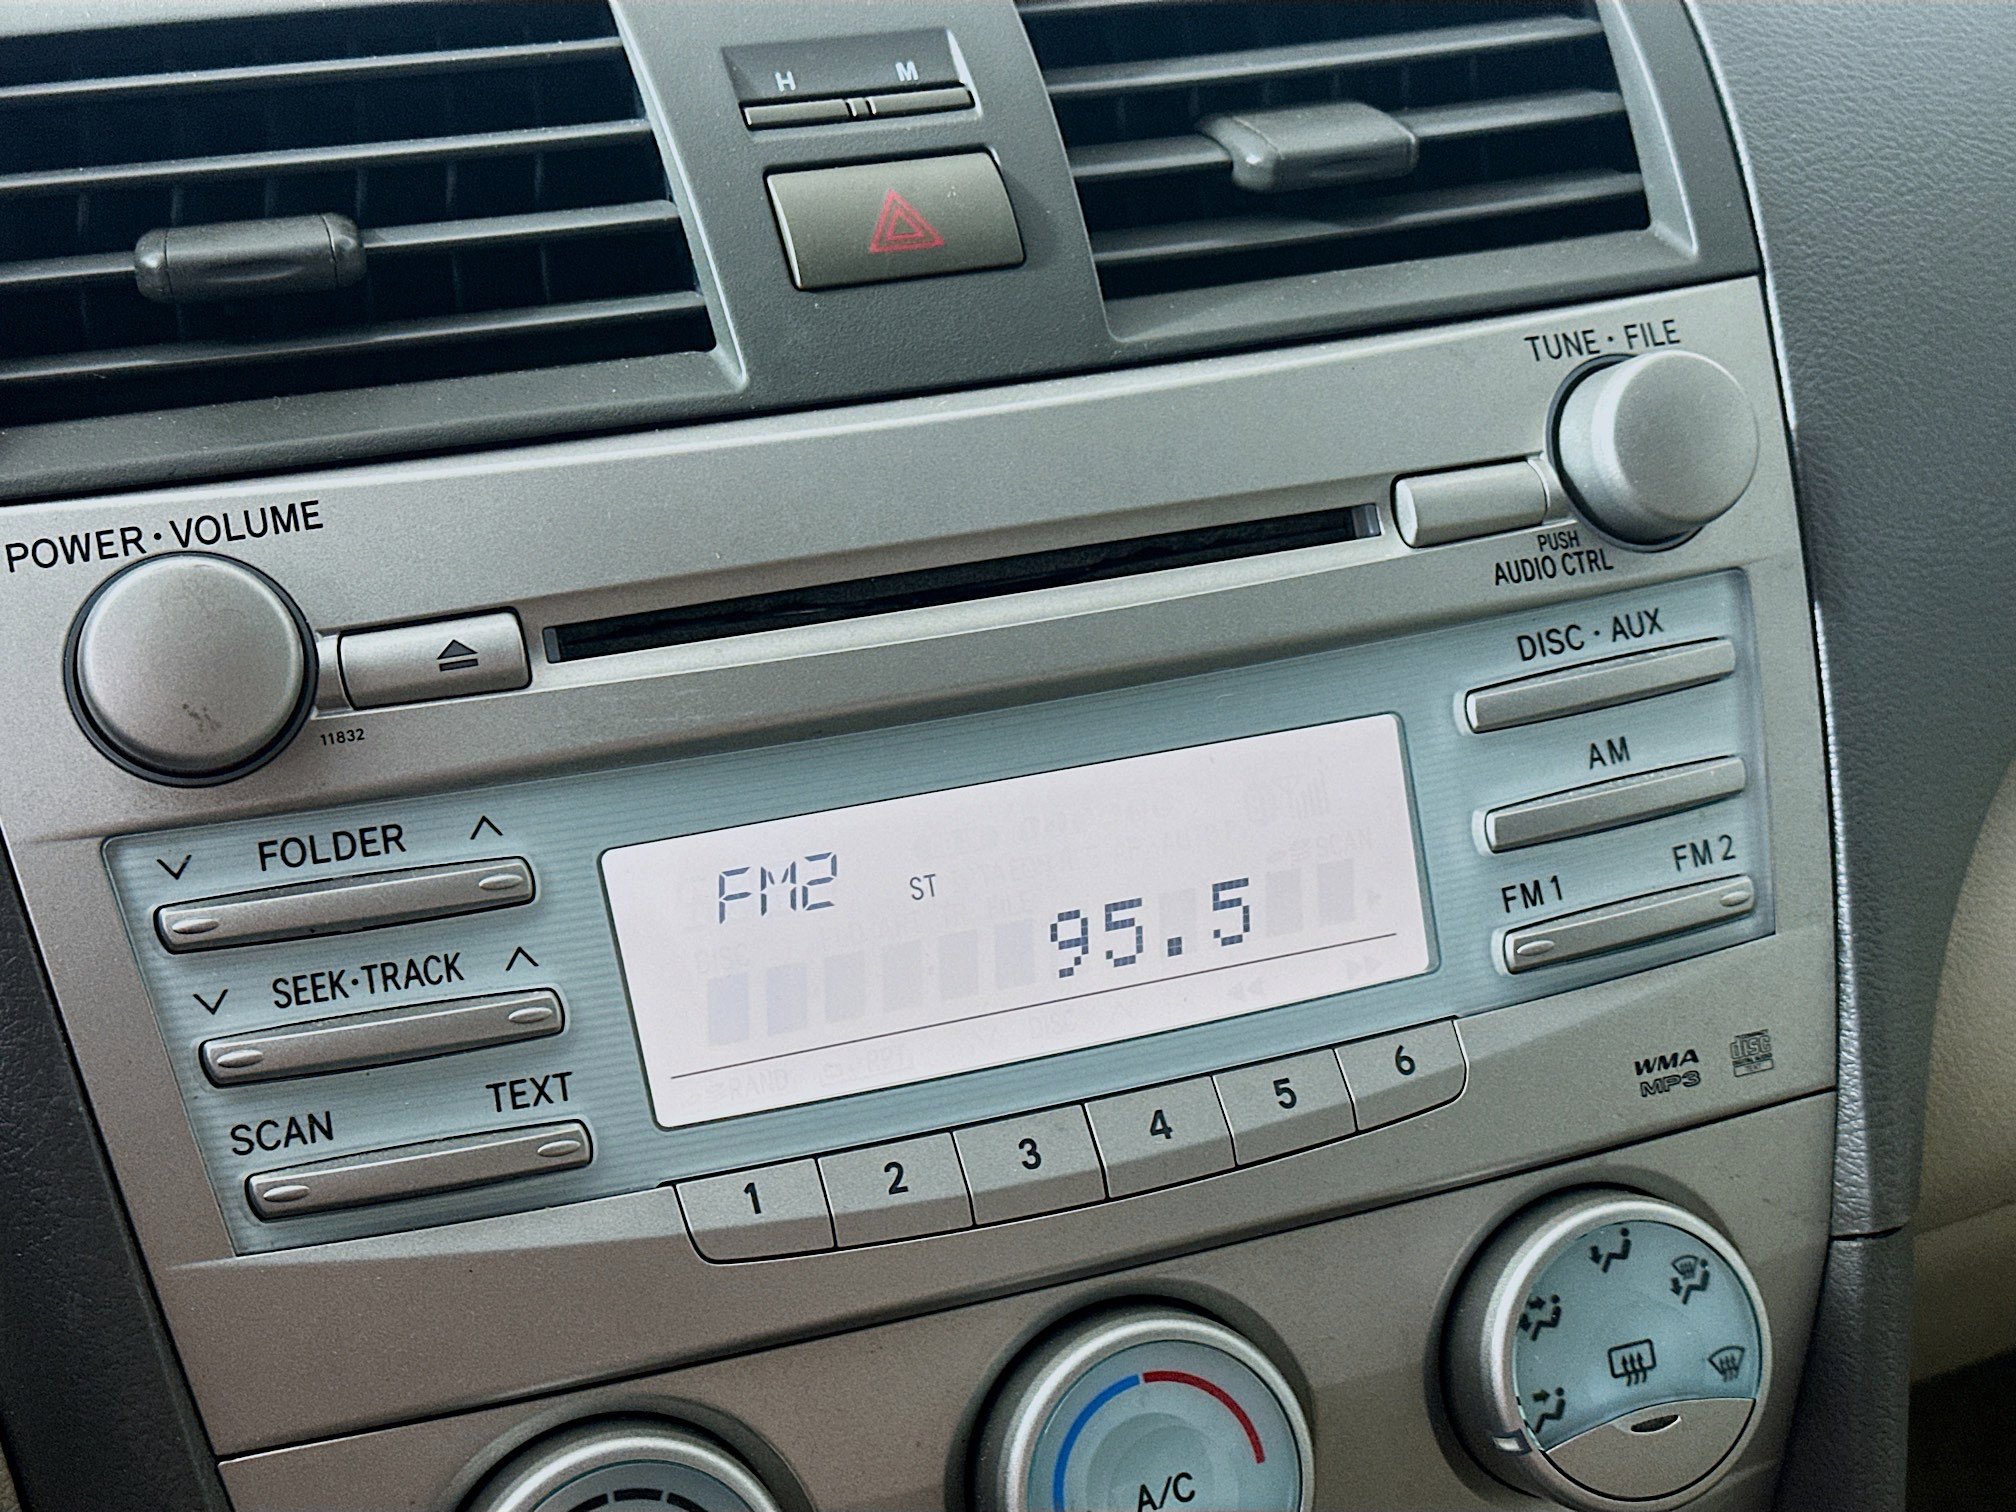 H M
TUNE · FILE
POWER · VOLUME
PUSH
AUDIO CTRL
11832
DISC · AUX
AM
FM 1 FM 2
FOLDER
SEEK·TRACK
SCAN TEXT
FM2 ST
95.5
1 2 3 4 5 6
WMA
MP3
DISC
A/C